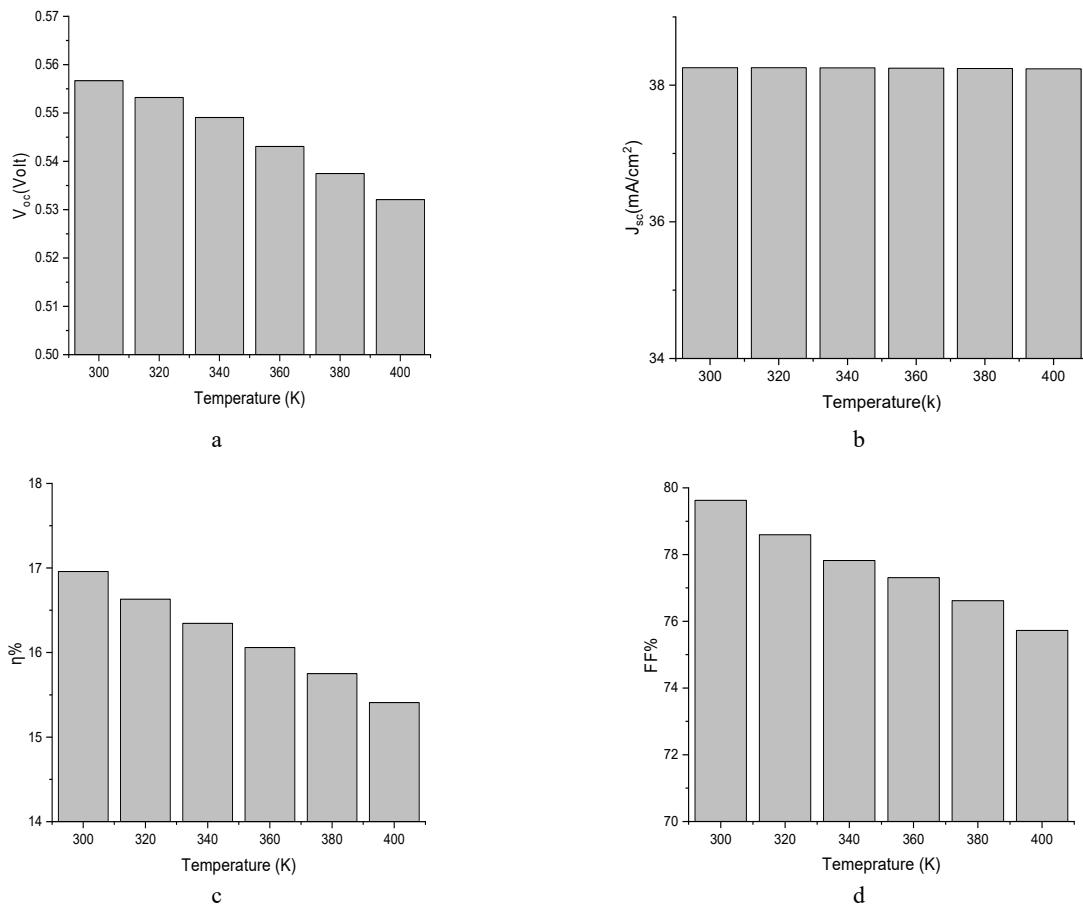 0.57
0.56
0.55
0.54
0.53
0.52
0.51
0.50
V_oc(Volt)
300 320 340 360 380 400
Temperature (K)
a
38
36
34
J_sc(mA/cm²)
300 320 340 360 380 400
Temperature(k)
b
18
17
16
15
14
η%
300 320 340 360 380 400
Temperature (K)
c
80
78
76
74
72
70
FF%
300 320 340 360 380 400
Temeprature (K)
d